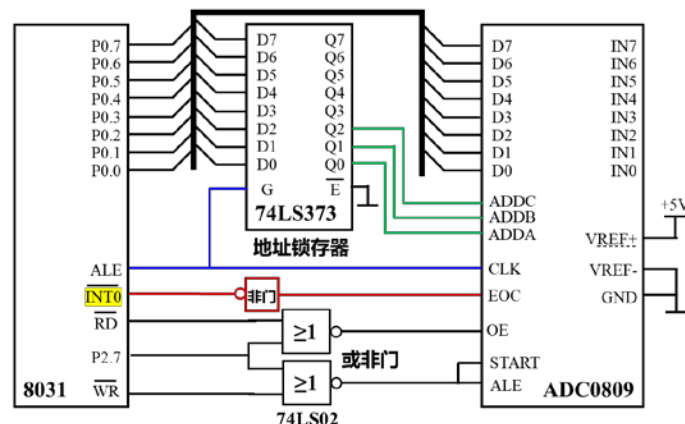 P0.7
P0.6
P0.5
P0.4
P0.3
P0.2
P0.1
P0.0
ALE
INT0
RD
P2.7
WR
8031
D7 Q7
D6 Q6
D5 Q5
D4 Q4
D3 Q3
D2 Q2
D1 Q1
D0 Q0
G E
74LS373
地址锁存器
非门
≥1
或非门
≥1
74LS02
D7 IN7
D6 IN6
D5 IN5
D4 IN4
D3 IN3
D2 IN2
D1 IN1
D0 IN0
ADDC
ADDB
ADDA
+5V
VREF+
CLK VREF-
EOC GND
OE
START
ALE
ADC0809